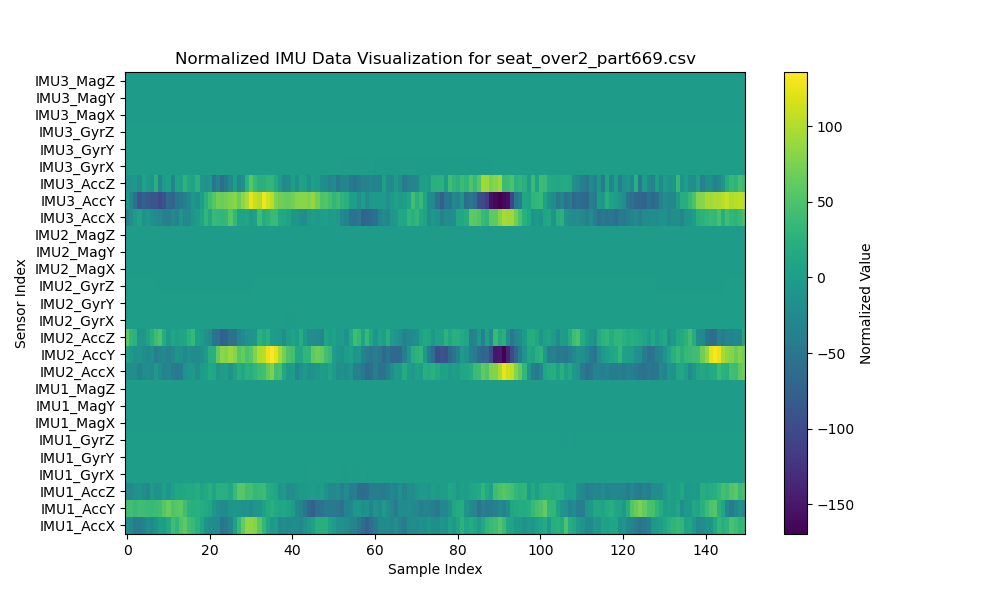 Normalized IMU Data Visualization for seat_over2_part669.csv
IMU3_MagZ
IMU3_MagY
IMU3_MagX
IMU3_GyrZ
IMU3_GyrY
IMU3_GyrX
IMU3_AccZ
IMU3_AccY
IMU3_AccX
IMU2_MagZ
IMU2_MagY
IMU2_MagX
IMU2_GyrZ
IMU2_GyrY
IMU2_GyrX
IMU2_AccZ
IMU2_AccY
IMU2_AccX
IMU1_MagZ
IMU1_MagY
IMU1_MagX
IMU1_GyrZ
IMU1_GyrY
IMU1_GyrX
IMU1_AccZ
IMU1_AccY
IMU1_AccX
Sensor Index
0 20 40 60 80 100 120 140
Sample Index
100
50
0
−50
−100
−150
Normalized Value